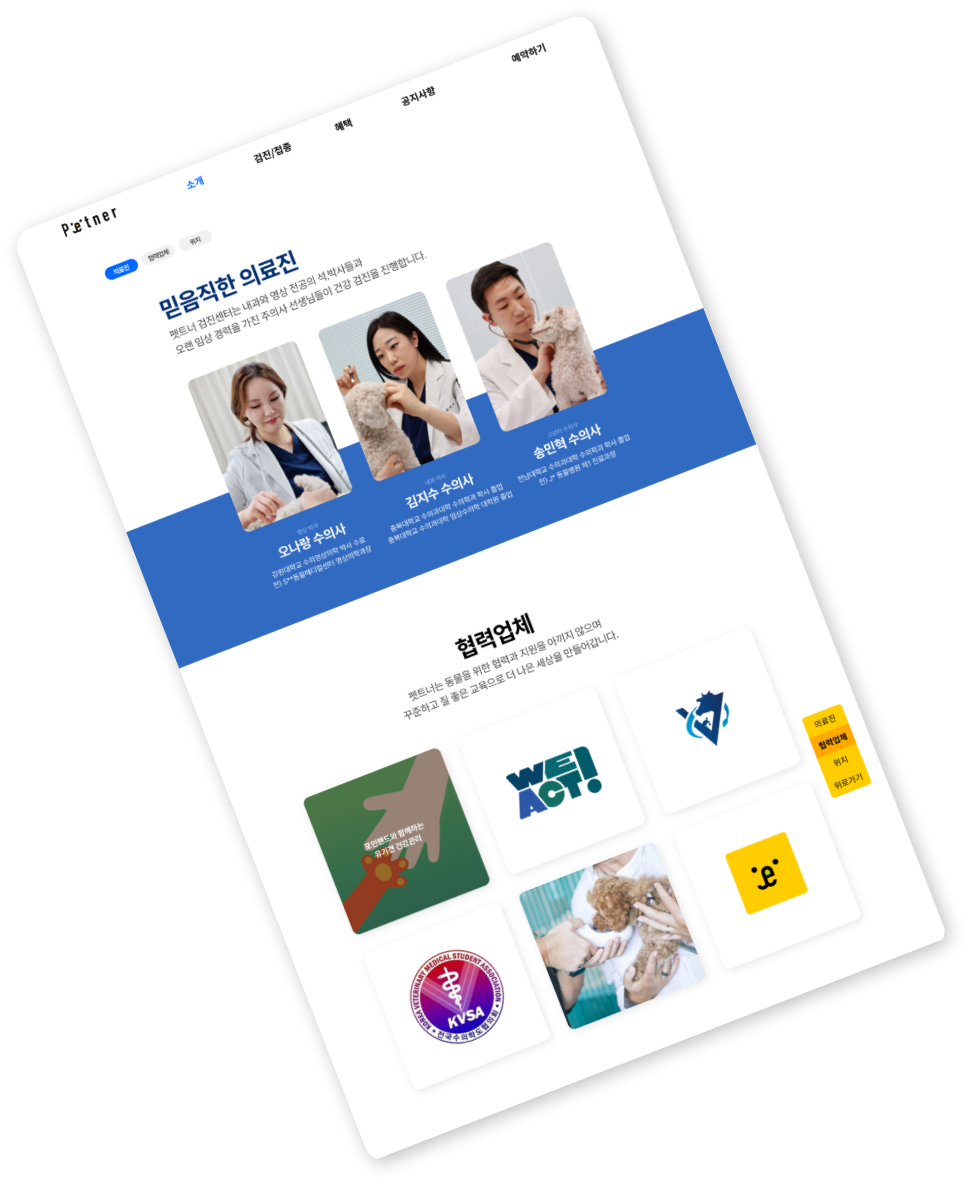 Petner
소개
검진/접종
혜택
공지사항
예약하기
의료진
협력업체
위치
믿음직한 의료진
펫트너 검진센터는 내과와 영상 전공의 석,박사들과
오랜 임상 경력을 가진 주의사 선생님들이 건강 검진을 진행합니다.
영상 박사
오나랑 수의사
강원대학교 수의영상의학 박사 수료
전) S**동물메디컬센터 영상의학과장
내과 석사
김지수 수의사
충북대학교 수의과대학 수의학과 학사 졸업
충북대학교 수의과대학 임상수의학 대학원 졸업
고년차 수의사
송민혁 수의사
전남대학교 수의과대학 수의학과 학사 졸업
전) J* 동물병원 제1 진료과장
협력업체
펫트너는 동물을 위한 협력과 지원을 아끼지 않으며
꾸준하고 질 좋은 교육으로 더 나은 세상을 만들어갑니다.
포인핸드와 함께하는
유기견 건강관리
WE
ACT!
KOREA VETERINARY MEDICAL STUDENT ASSOCIATION
KVSA
전국수의학도협의회
의료진
협력업체
위치
위로가기